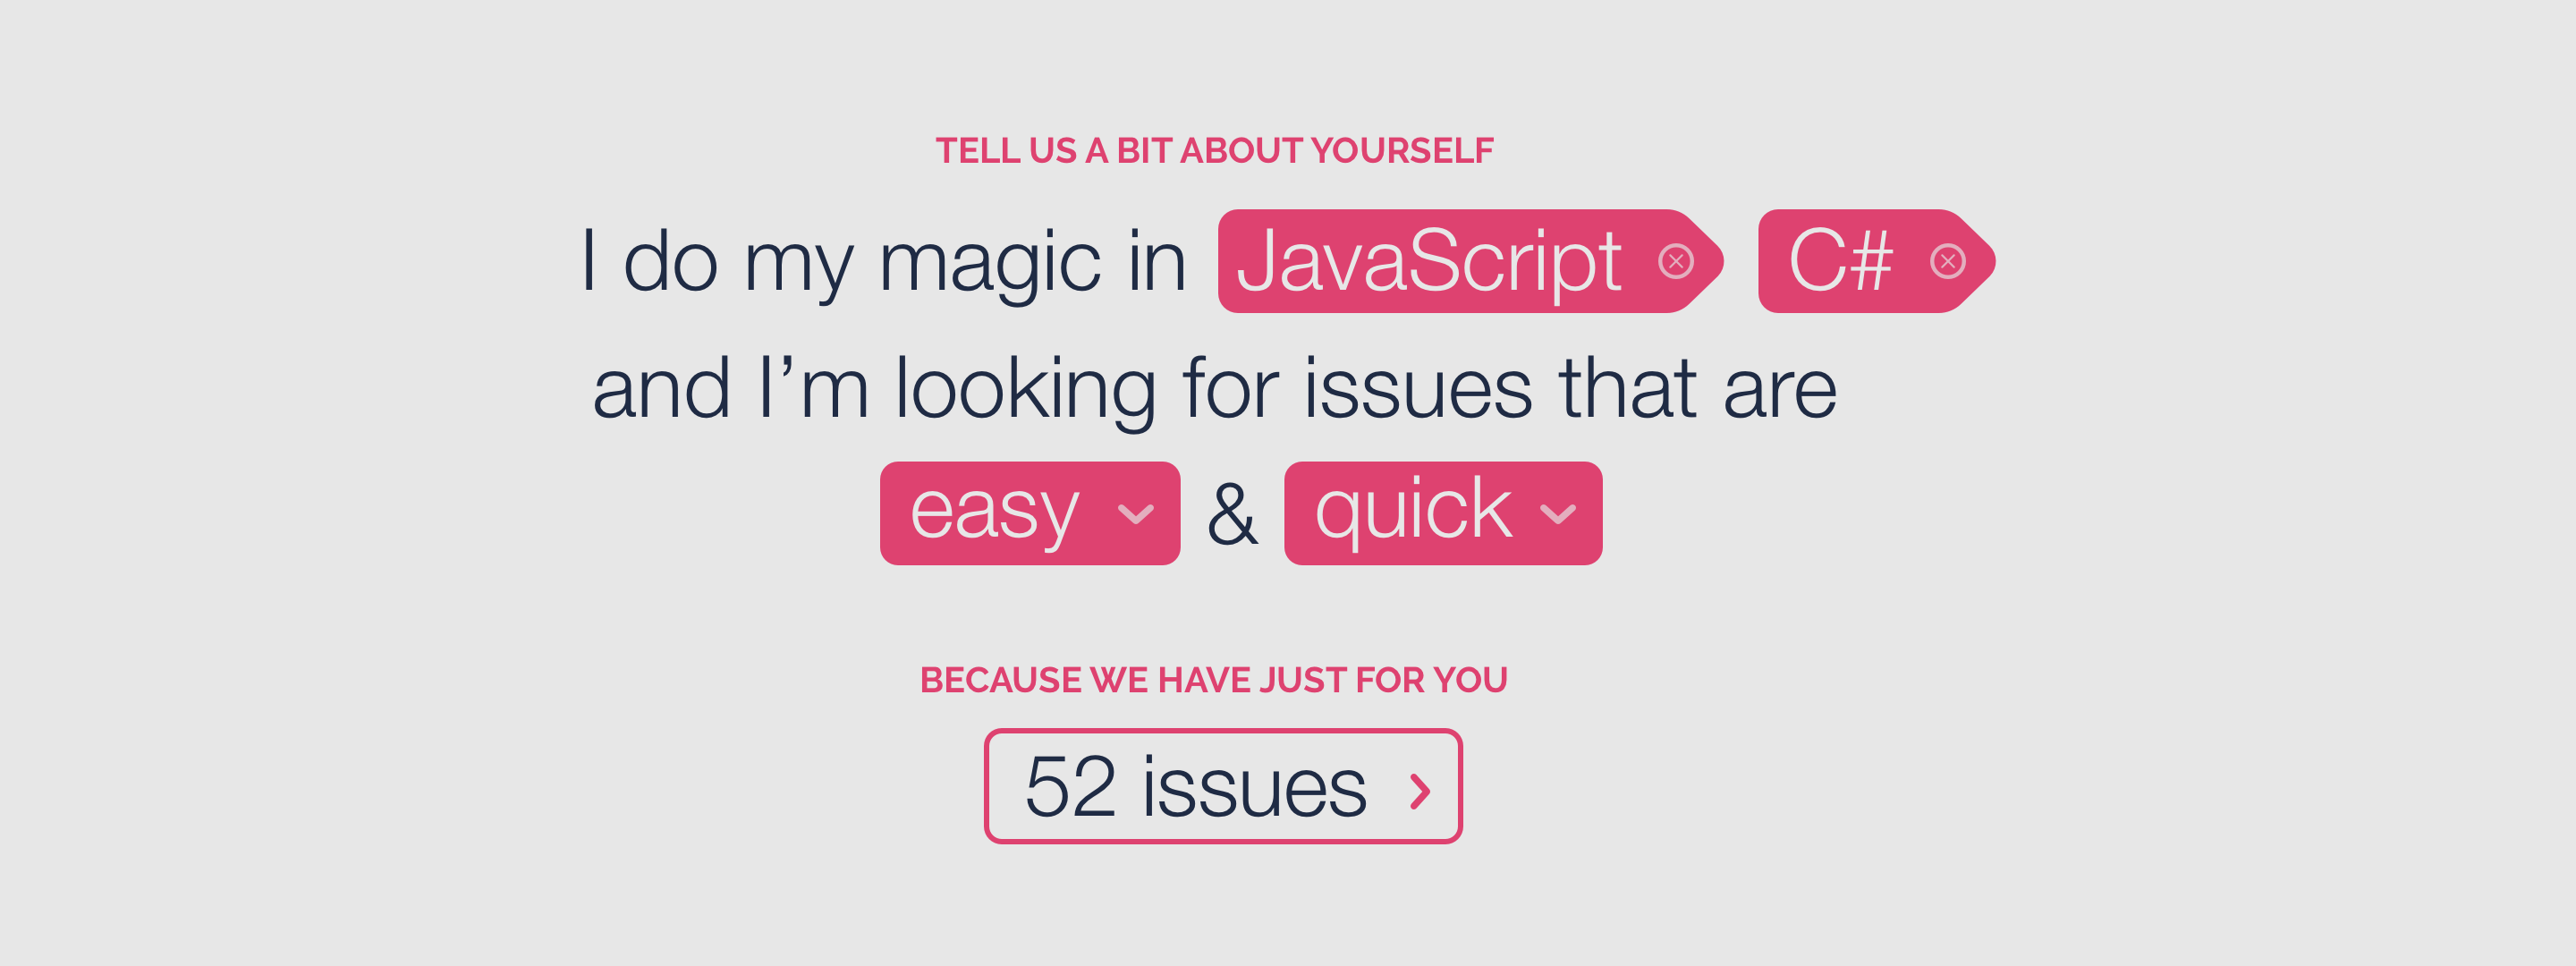 TELL US A BIT ABOUT YOURSELF
I do my magic in JavaScript C#
and I’m looking for issues that are
easy & quick
BECAUSE WE HAVE JUST FOR YOU
52 issues